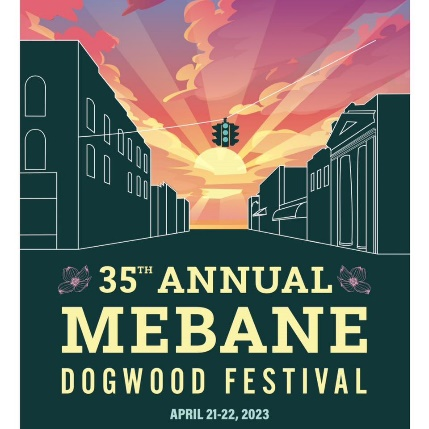 35TH ANNUAL
MEBANE
DOGWOOD FESTIVAL
APRIL 21-22, 2023